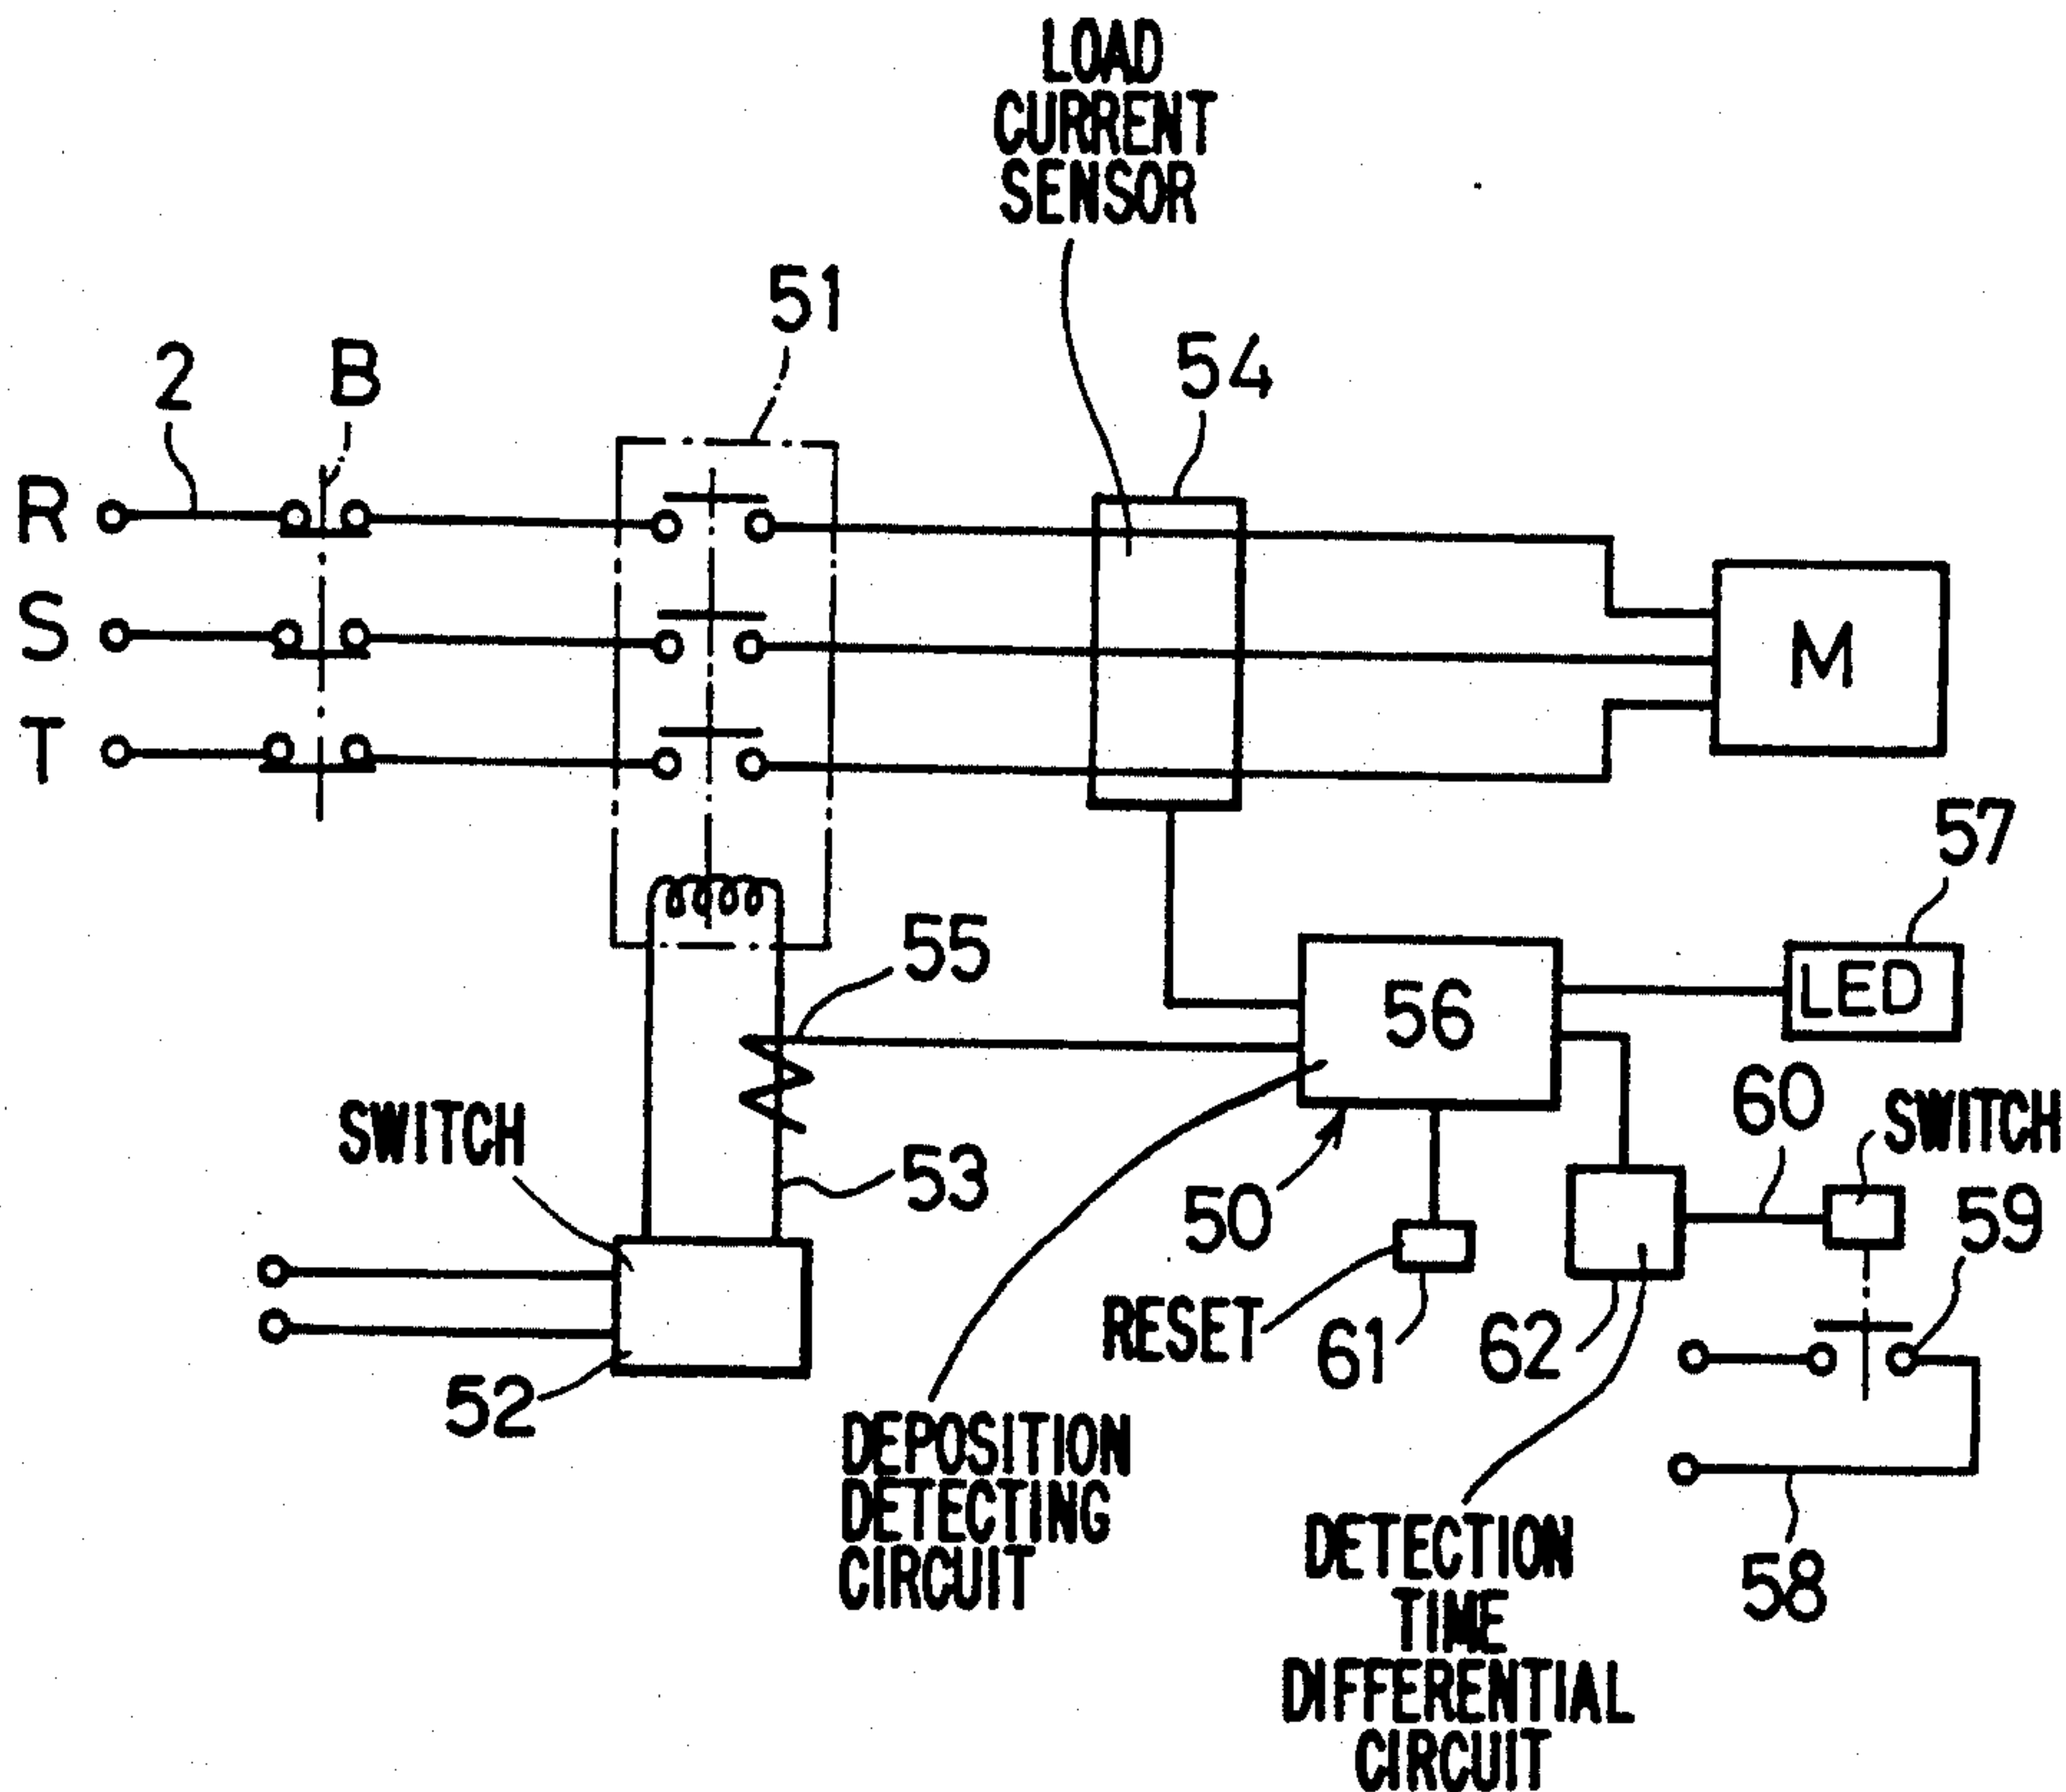 LOAD
CURRENT
SENSOR
51
54
2
B
R
S
T
M
57
LED
55
56
60
SWITCH
SWITCH
53
50
59
RESET
61
62
52
DEPOSITION
DETECTING
CIRCUIT
DETECTION
TIME
DIFFERENTIAL
CIRCUIT
58